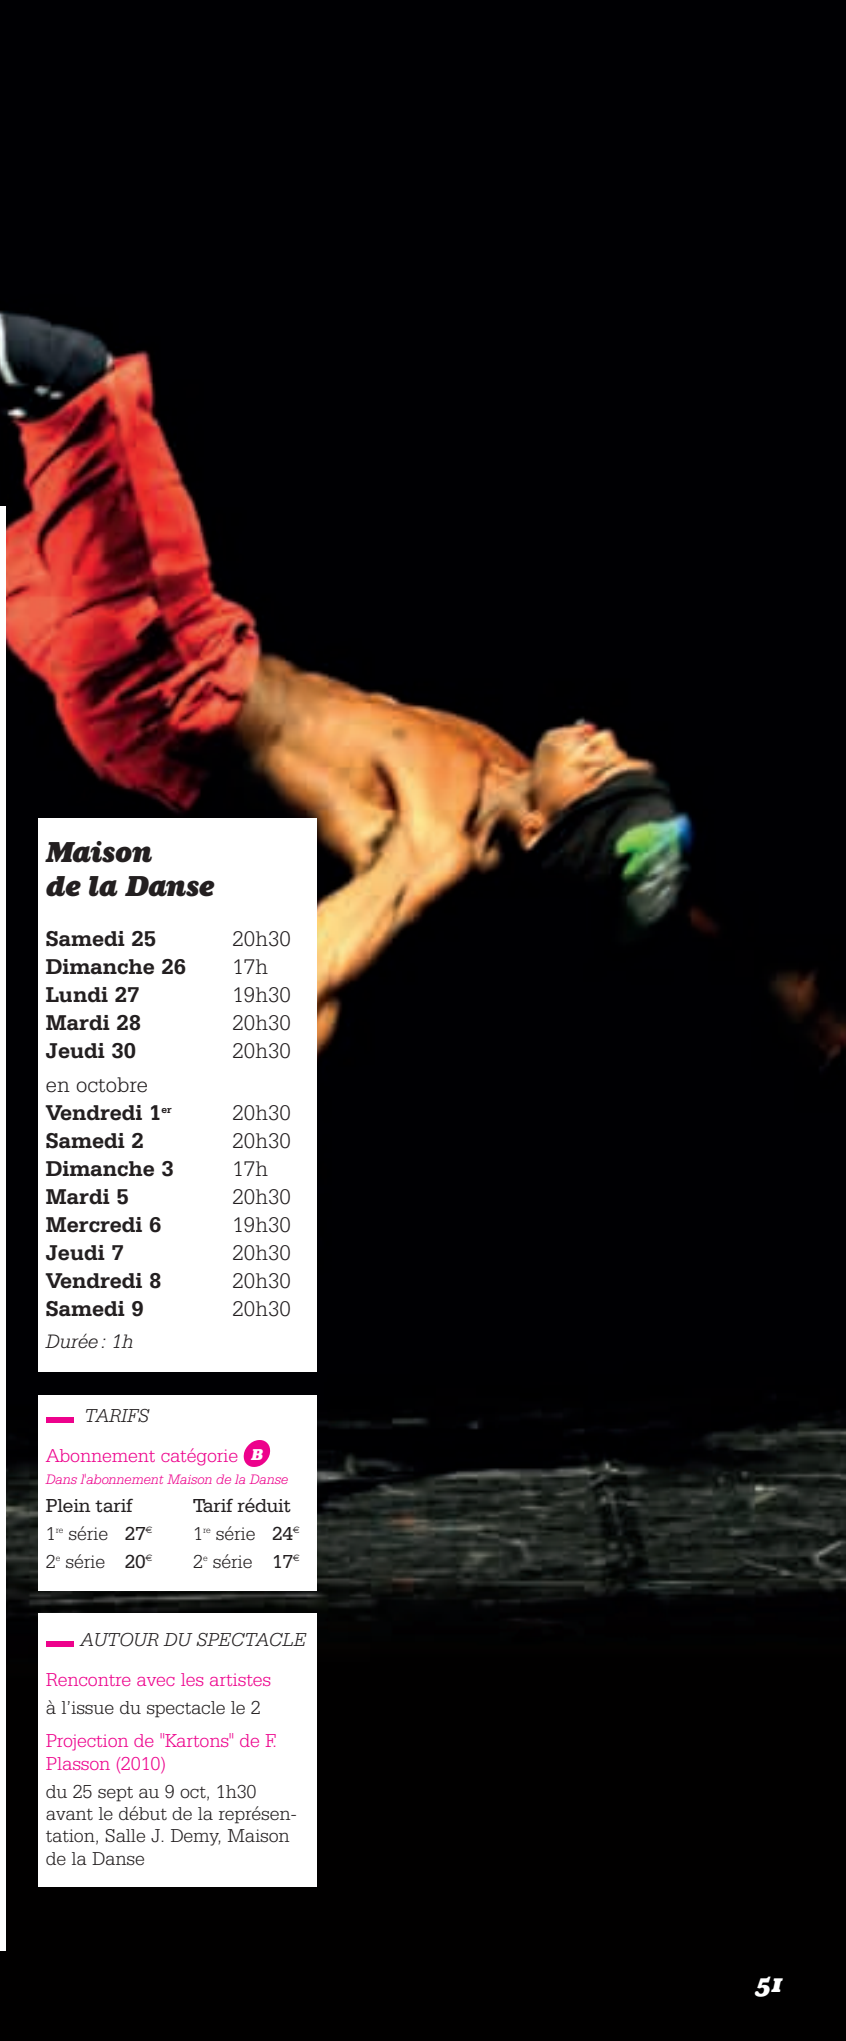 Maison
de la Danse
Samedi 25 20h30
Dimanche 26 17h
Lundi 27 19h30
Mardi 28 20h30
Jeudi 30 20h30
en octobre
Vendredi 1er 20h30
Samedi 2 20h30
Dimanche 3 17h
Mardi 5 20h30
Mercredi 6 19h30
Jeudi 7 20h30
Vendredi 8 20h30
Samedi 9 20h30
Durée : 1h
TARIFS
Abonnement catégorie B
Dans l'abonnement Maison de la Danse
Plein tarif Tarif réduit
1re série 27€ 1re série 24€
2e série 20€ 2e série 17€
AUTOUR DU SPECTACLE
Rencontre avec les artistes
à l'issue du spectacle le 2
Projection de "Kartons" de F.
Plasson (2010)
du 25 sept au 9 oct, 1h30
avant le début de la représen-
tation, Salle J. Demy, Maison
de la Danse
51